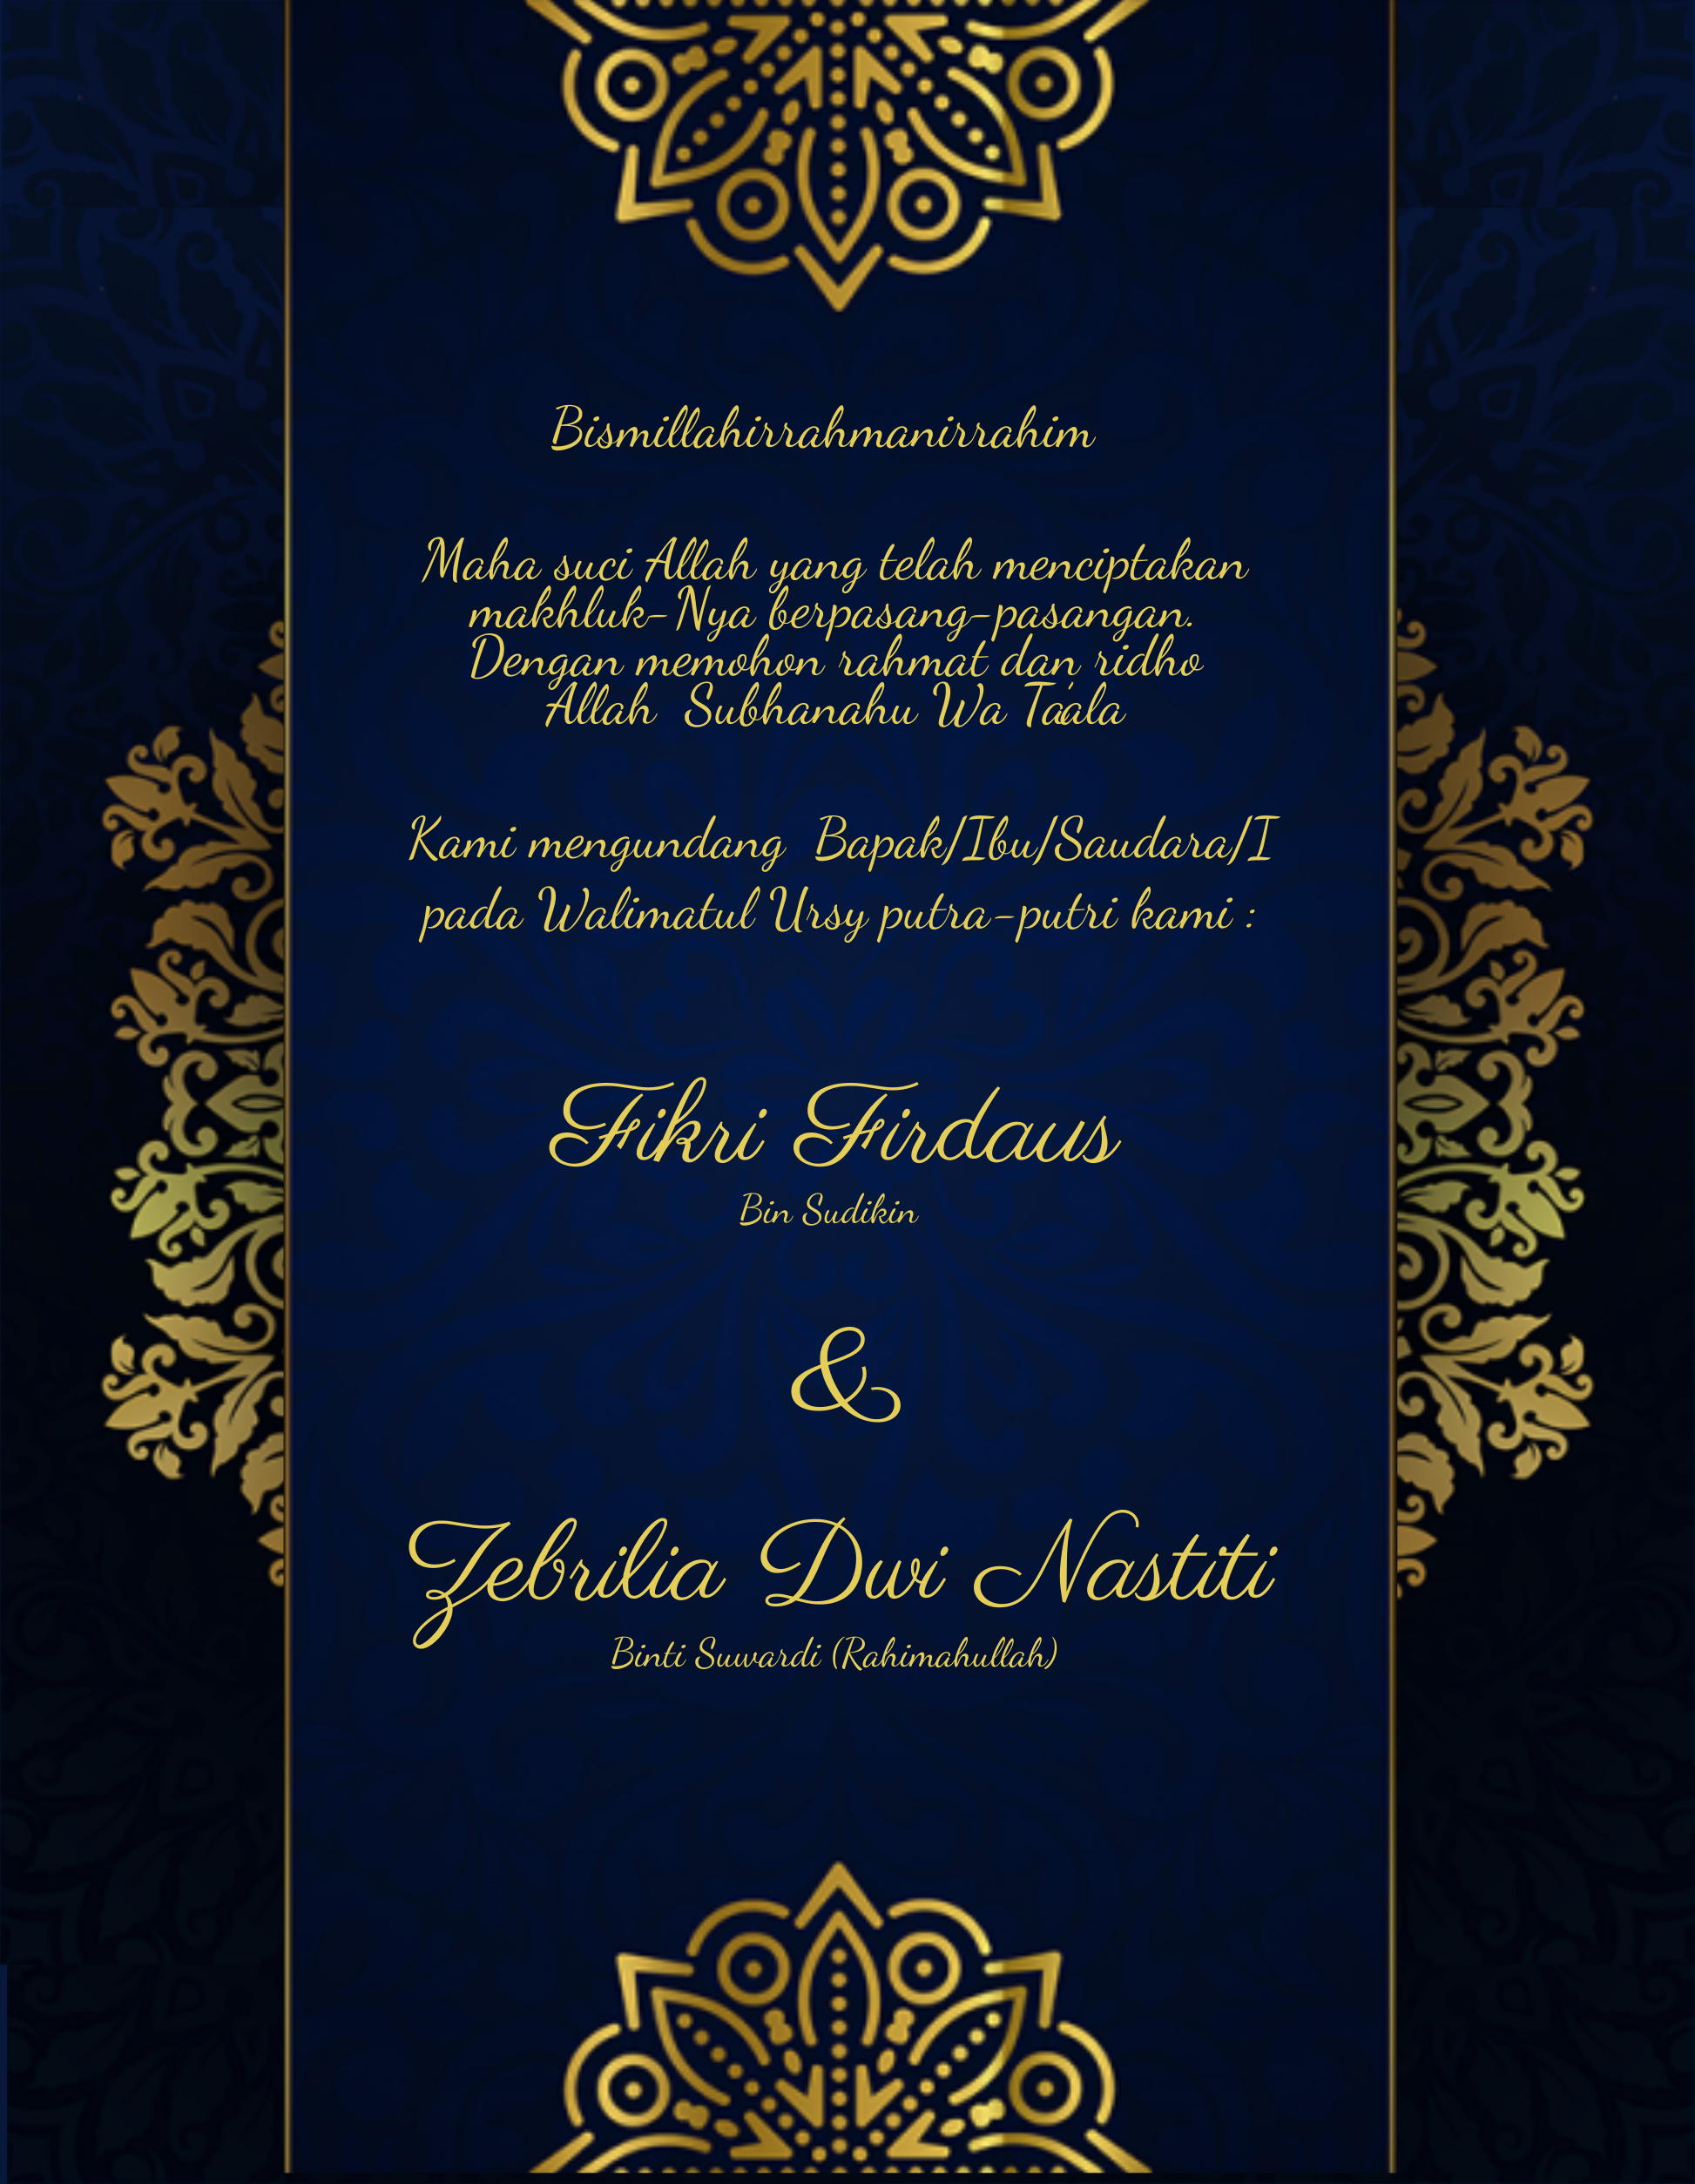 Bismillahirrahmanirrahim
Maha suci Allah yang telah menciptakan
makhluk-Nya berpasang-pasangan.
Dengan memohon rahmat dan ridho
Allah Subhanahu Wa Ta'ala
Kami mengundang Bapak/Ibu/Saudara/I
pada Walimatul Ursy putra-putri kami :
Fikri Firdaus
Bin Sudikin
&
Zebrilia Dwi Nastiti
Binti Suwardi (Rahimahullah)